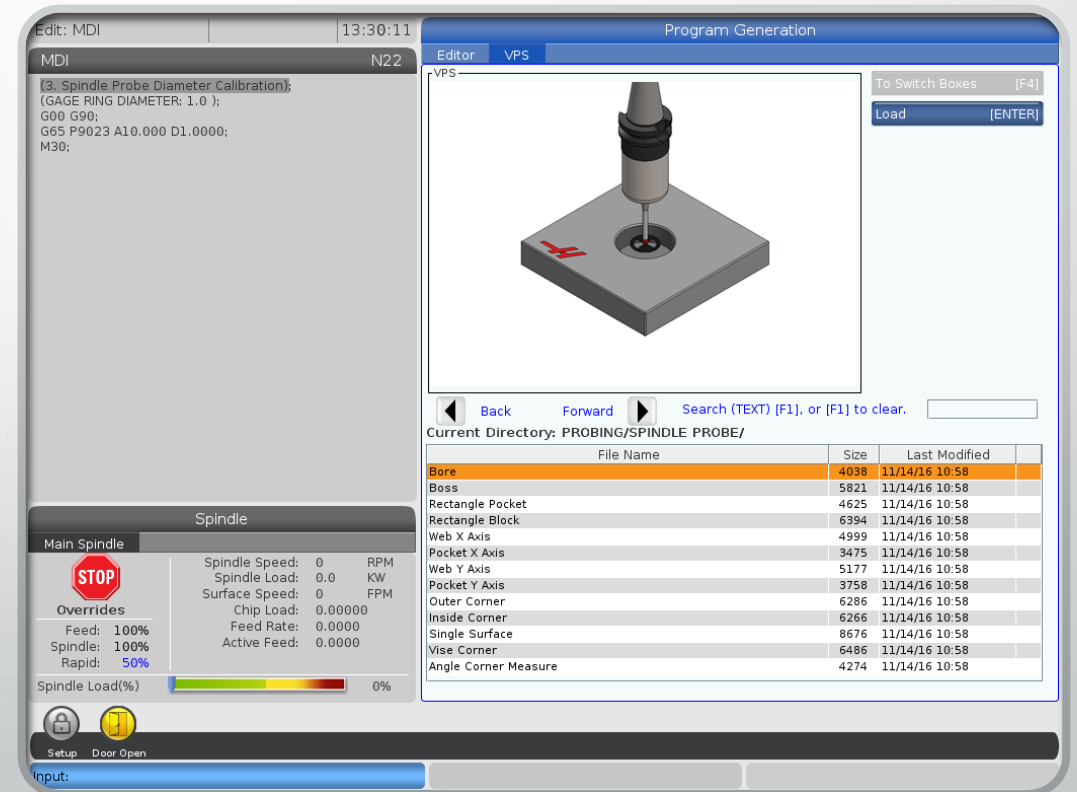 Edit: MDI
13:30:11
MDI N22
(3. Spindle Probe Diameter Calibration);
(GAGE RING DIAMETER: 1.0 );
G00 G90;
G65 P9023 A10.000 D1.0000;
M30;
Spindle
Main Spindle
STOP
Overrides
Feed: 100%
Spindle: 100%
Rapid: 50%
Spindle Speed: 0 RPM
Spindle Load: 0.0 KW
Surface Speed: 0 FPM
Chip Load: 0.00000
Feed Rate: 0.0000
Active Feed: 0.0000
Spindle Load(%) 0%
Program Generation
Editor VPS
VPS
To Switch Boxes [F4]
Load [ENTER]
Back Forward Search (TEXT) [F1], or [F1] to clear.
Current Directory: PROBING/SPINDLE PROBE/
File Name Size Last Modified
Bore 4038 11/14/16 10:58
Boss 5821 11/14/16 10:58
Rectangle Pocket 4625 11/14/16 10:58
Rectangle Block 6394 11/14/16 10:58
Web X Axis 4999 11/14/16 10:58
Pocket X Axis 3475 11/14/16 10:58
Web Y Axis 5177 11/14/16 10:58
Pocket Y Axis 3758 11/14/16 10:58
Outer Corner 6286 11/14/16 10:58
Inside Corner 6266 11/14/16 10:58
Single Surface 8676 11/14/16 10:58
Vise Corner 6486 11/14/16 10:58
Angle Corner Measure 4274 11/14/16 10:58
Setup Door Open
Input: